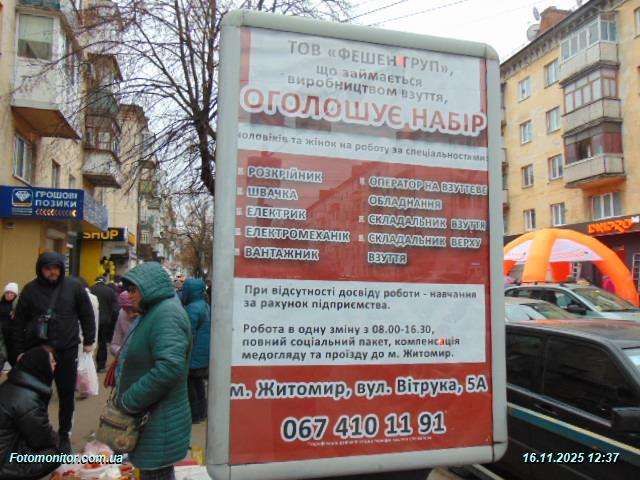 ТОВ «ФЕШЕН ГРУП»,
що займається
виробництвом взуття,
ОГОЛОШУЄ НАБІР
чоловіків та жінок на роботу за спеціальностями:
РОЗКРІЙНИК
ШВАЧКА
ЕЛЕКТРИК
ЕЛЕКТРОМЕХАНІК
ВАНТАЖНИК
ОПЕРАТОР НА ВЗУТТЕВЕ
ОБЛАДНАННЯ
СКЛАДАЛЬНИК ВЗУТТЯ
СКЛАДАЛЬНИК ВЕРХУ
ВЗУТТЯ
При відсутності досвіду роботи - навчання
за рахунок підприємства.
Робота в одну зміну з 08.00-16.30,
повний соціальний пакет, компенсація
медогляду та проїзду до м. Житомир.
м. Житомир, вул. Вітрука, 5А
067 410 11 91
ГРОШОВІ
ПОЗИКИ
SHOP
DNIPRO
Fotomonitor.com.ua
16.11.2025 12:37